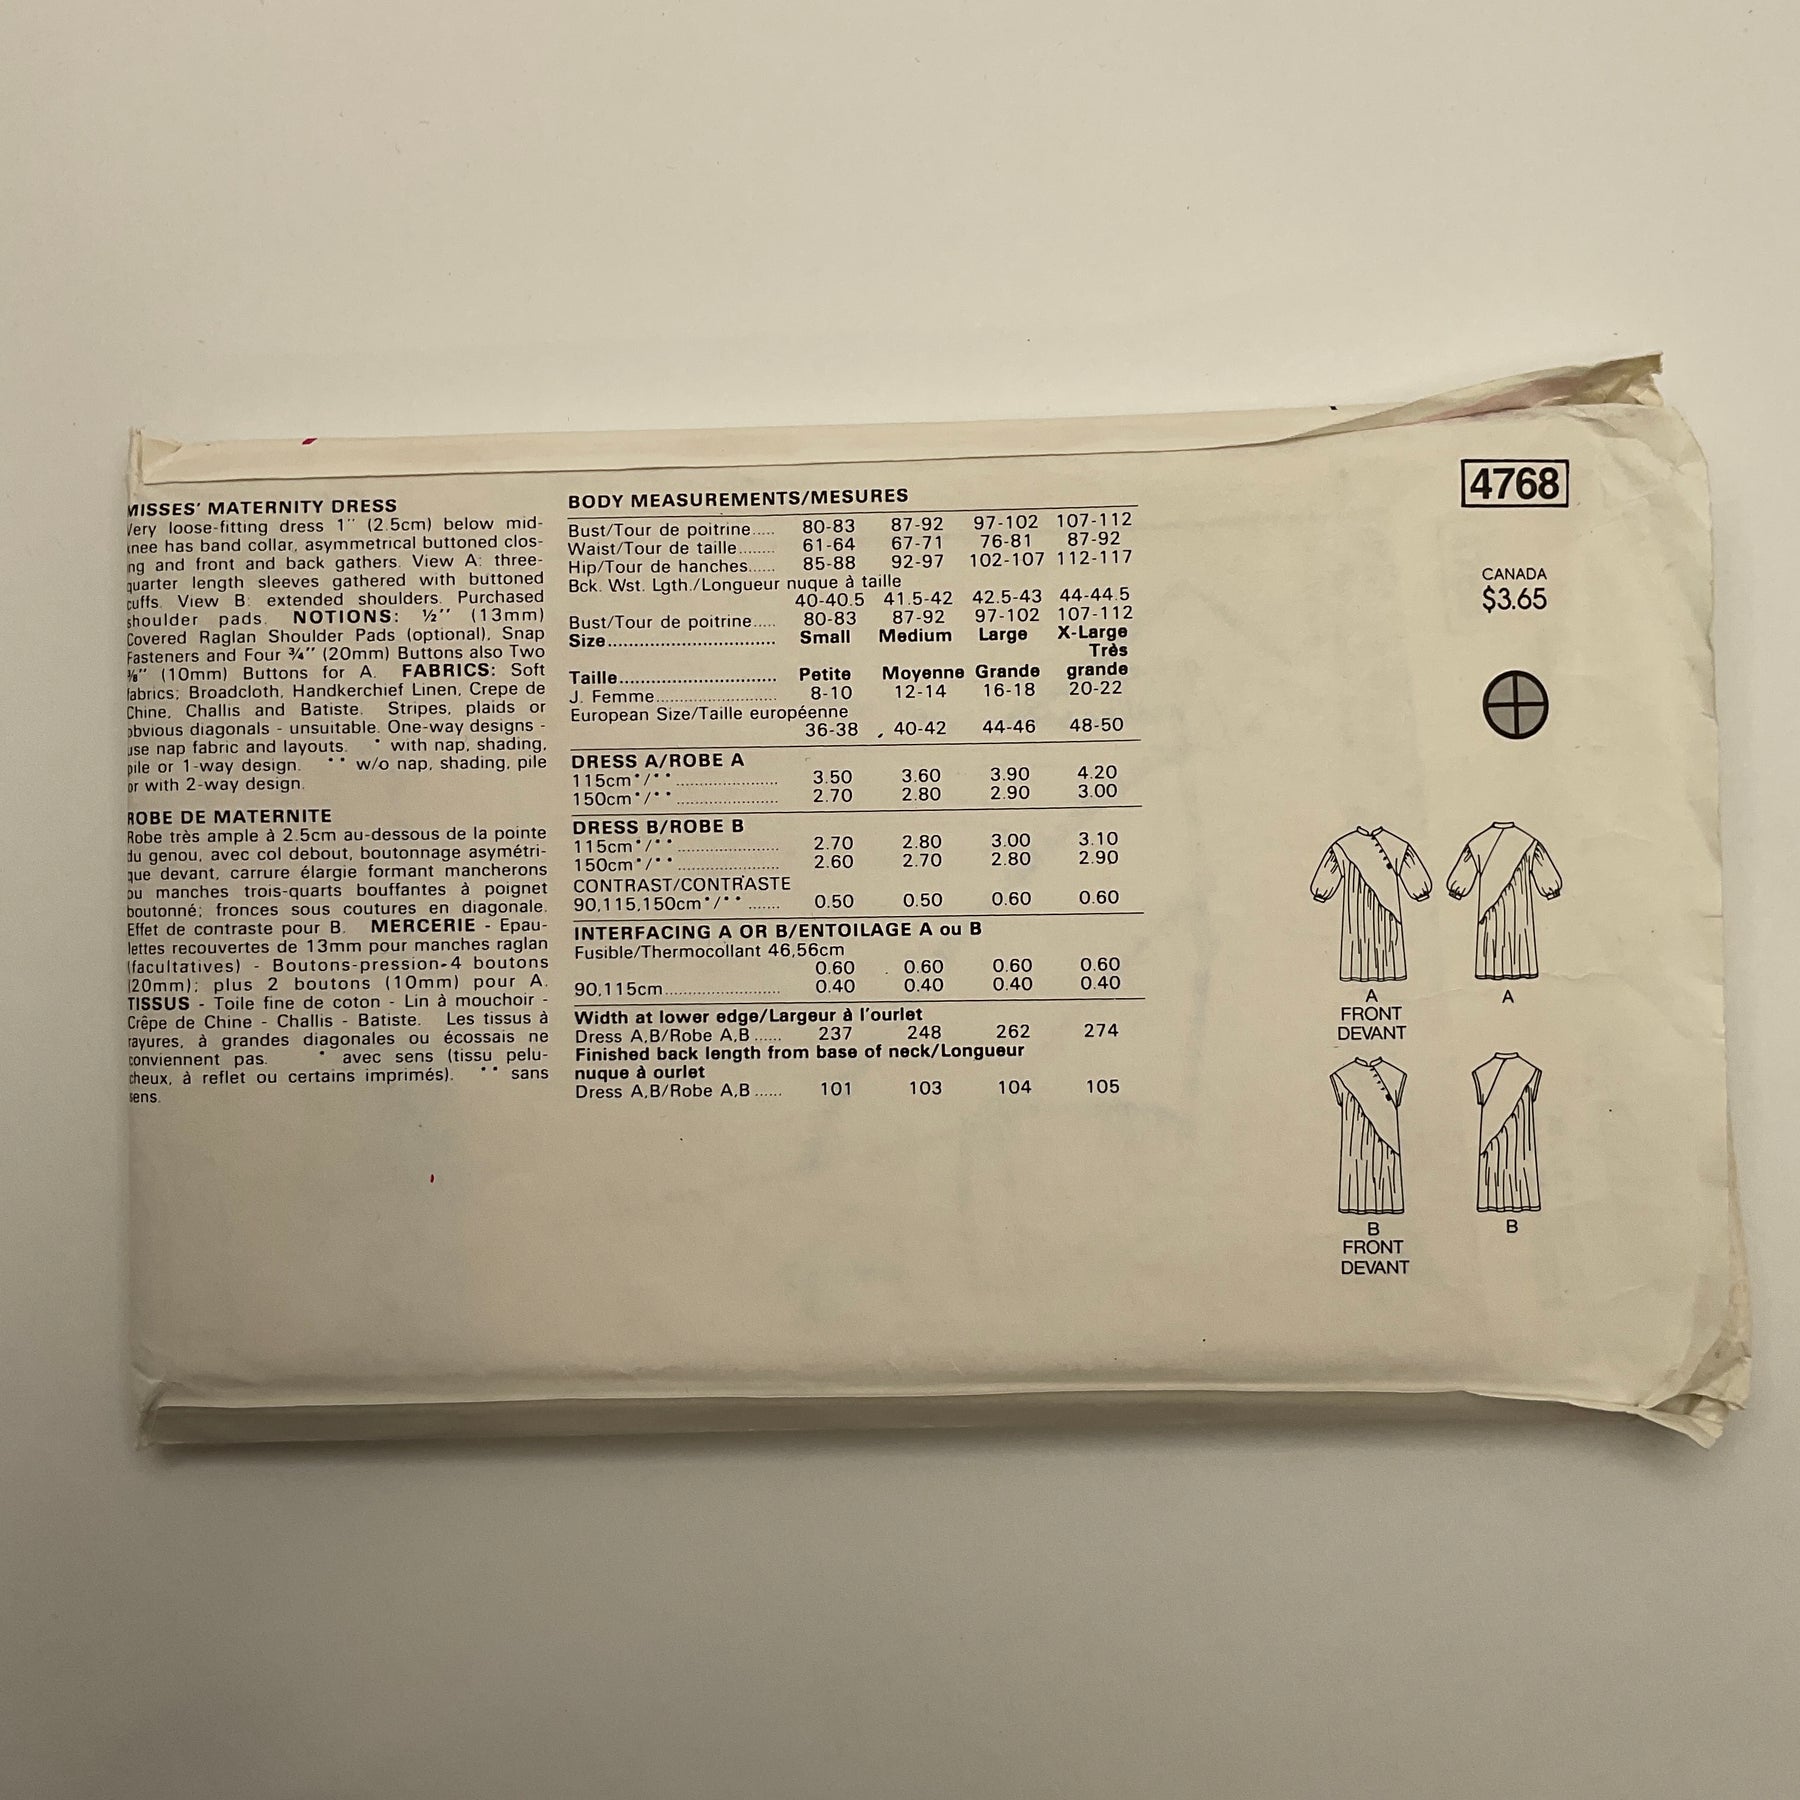 MISSES' MATERNITY DRESS
Very loose-fitting dress 1" (2.5cm) below mid-
knee has band collar, asymmetrical buttoned clos-
ing and front and back gathers. View A: three-
quarter length sleeves gathered with buttoned
cuffs. View B: extended shoulders. Purchased
shoulder pads. NOTIONS: ½" (13mm)
Covered Raglan Shoulder Pads (optional), Snap
Fasteners and Four ¾" (20mm) Buttons also Two
⅜" (10mm) Buttons for A. FABRICS: Soft
fabrics; Broadcloth, Handkerchief Linen, Crepe de
Chine, Challis and Batiste. Stripes, plaids or
obvious diagonals - unsuitable. One-way designs -
use nap fabric and layouts. * with nap, shading,
pile or 1-way design. ** w/o nap, shading, pile
or with 2-way design.
ROBE DE MATERNITE
Robe très ample à 2.5cm au-dessous de la pointe
du genou, avec col debout, boutonnage asymétri-
que devant, carrure élargie formant mancherons
ou manches trois-quarts bouffantes à poignet
boutonné; fronces sous coutures en diagonale.
Effet de contraste pour B. MERCERIE - Epau-
lettes recouvertes de 13mm pour manches raglan
(facultatives) - Boutons-pression-4 boutons
(20mm); plus 2 boutons (10mm) pour A.
TISSUS - Toile fine de coton - Lin à mouchoir -
Crêpe de Chine - Challis - Batiste. Les tissus à
rayures, à grandes diagonales ou écossais ne
conviennent pas. * avec sens (tissu pelu-
cheux, à reflet ou certains imprimés). ** sans
sens.
BODY MEASUREMENTS/MESURES
Bust/Tour de poitrine..... 80-83 87-92 97-102 107-112
Waist/Tour de taille........ 61-64 67-71 76-81 87-92
Hip/Tour de hanches...... 85-88 92-97 102-107 112-117
Bck. Wst. Lgth./Longueur nuque à taille
40-40.5 41.5-42 42.5-43 44-44.5
Bust/Tour de poitrine..... 80-83 87-92 97-102 107-112
Size.............................. Small Medium Large X-Large
Très
Taille............................ Petite Moyenne Grande grande
J. Femme...................... 8-10 12-14 16-18 20-22
European Size/Taille européenne
36-38 40-42 44-46 48-50
DRESS A/ROBE A
115cm*/** ...................... 3.50 3.60 3.90 4.20
150cm*/** ...................... 2.70 2.80 2.90 3.00
DRESS B/ROBE B
115cm*/** ...................... 2.70 2.80 3.00 3.10
150cm*/** ...................... 2.60 2.70 2.80 2.90
CONTRAST/CONTRASTE
90,115,150cm*/** ....... 0.50 0.50 0.60 0.60
INTERFACING A OR B/ENTOILAGE A ou B
Fusible/Thermocollant 46,56cm
0.60 0.60 0.60 0.60
90,115cm......................... 0.40 0.40 0.40 0.40
Width at lower edge/Largeur à l'ourlet
Dress A,B/Robe A,B ...... 237 248 262 274
Finished back length from base of neck/Longueur
nuque à ourlet
Dress A,B/Robe A,B ...... 101 103 104 105
4768
CANADA
$3.65
A
FRONT
DEVANT
A
B
FRONT
DEVANT
B